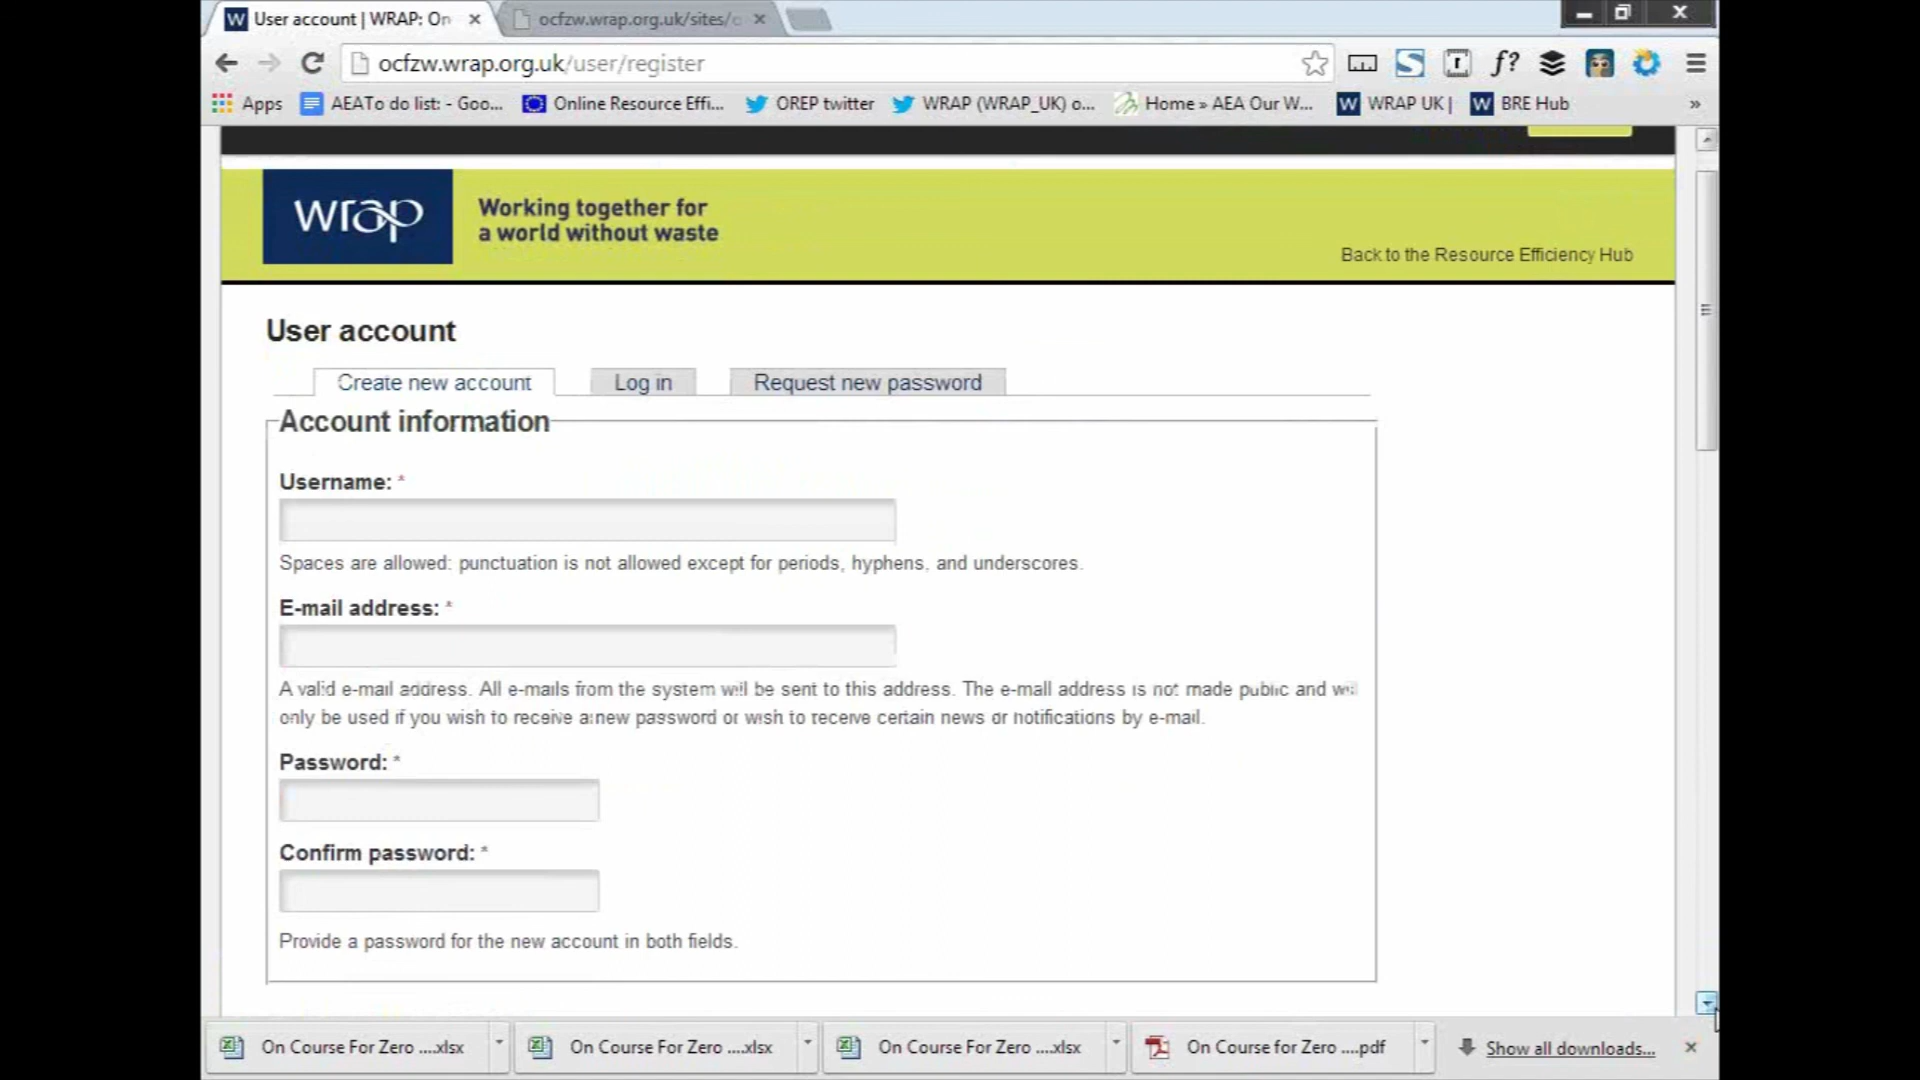 User account | WRAP: On
ocfzw.wrap.org.uk/sites/o
ocfzw.wrap.org.uk/user/register
f?
Apps AEATo do list: - Goo... Online Resource Effi... OREP twitter WRAP (WRAP_UK) o... Home » AEA Our W... WRAP UK | BRE Hub »
wrap
Working together for
a world without waste
Back to the Resource Efficiency Hub
User account
Create new account Log in Request new password
Account information
Username: *
Spaces are allowed; punctuation is not allowed except for periods, hyphens, and underscores.
E-mail address: *
A valid e-mail address. All e-mails from the system will be sent to this address. The e-mail address is not made public and will
only be used if you wish to receive a new password or wish to receive certain news or notifications by e-mail.
Password: *
Confirm password: *
Provide a password for the new account in both fields.
On Course For Zero ....xlsx On Course For Zero ....xlsx On Course For Zero ....xlsx On Course for Zero ....pdf Show all downloads...